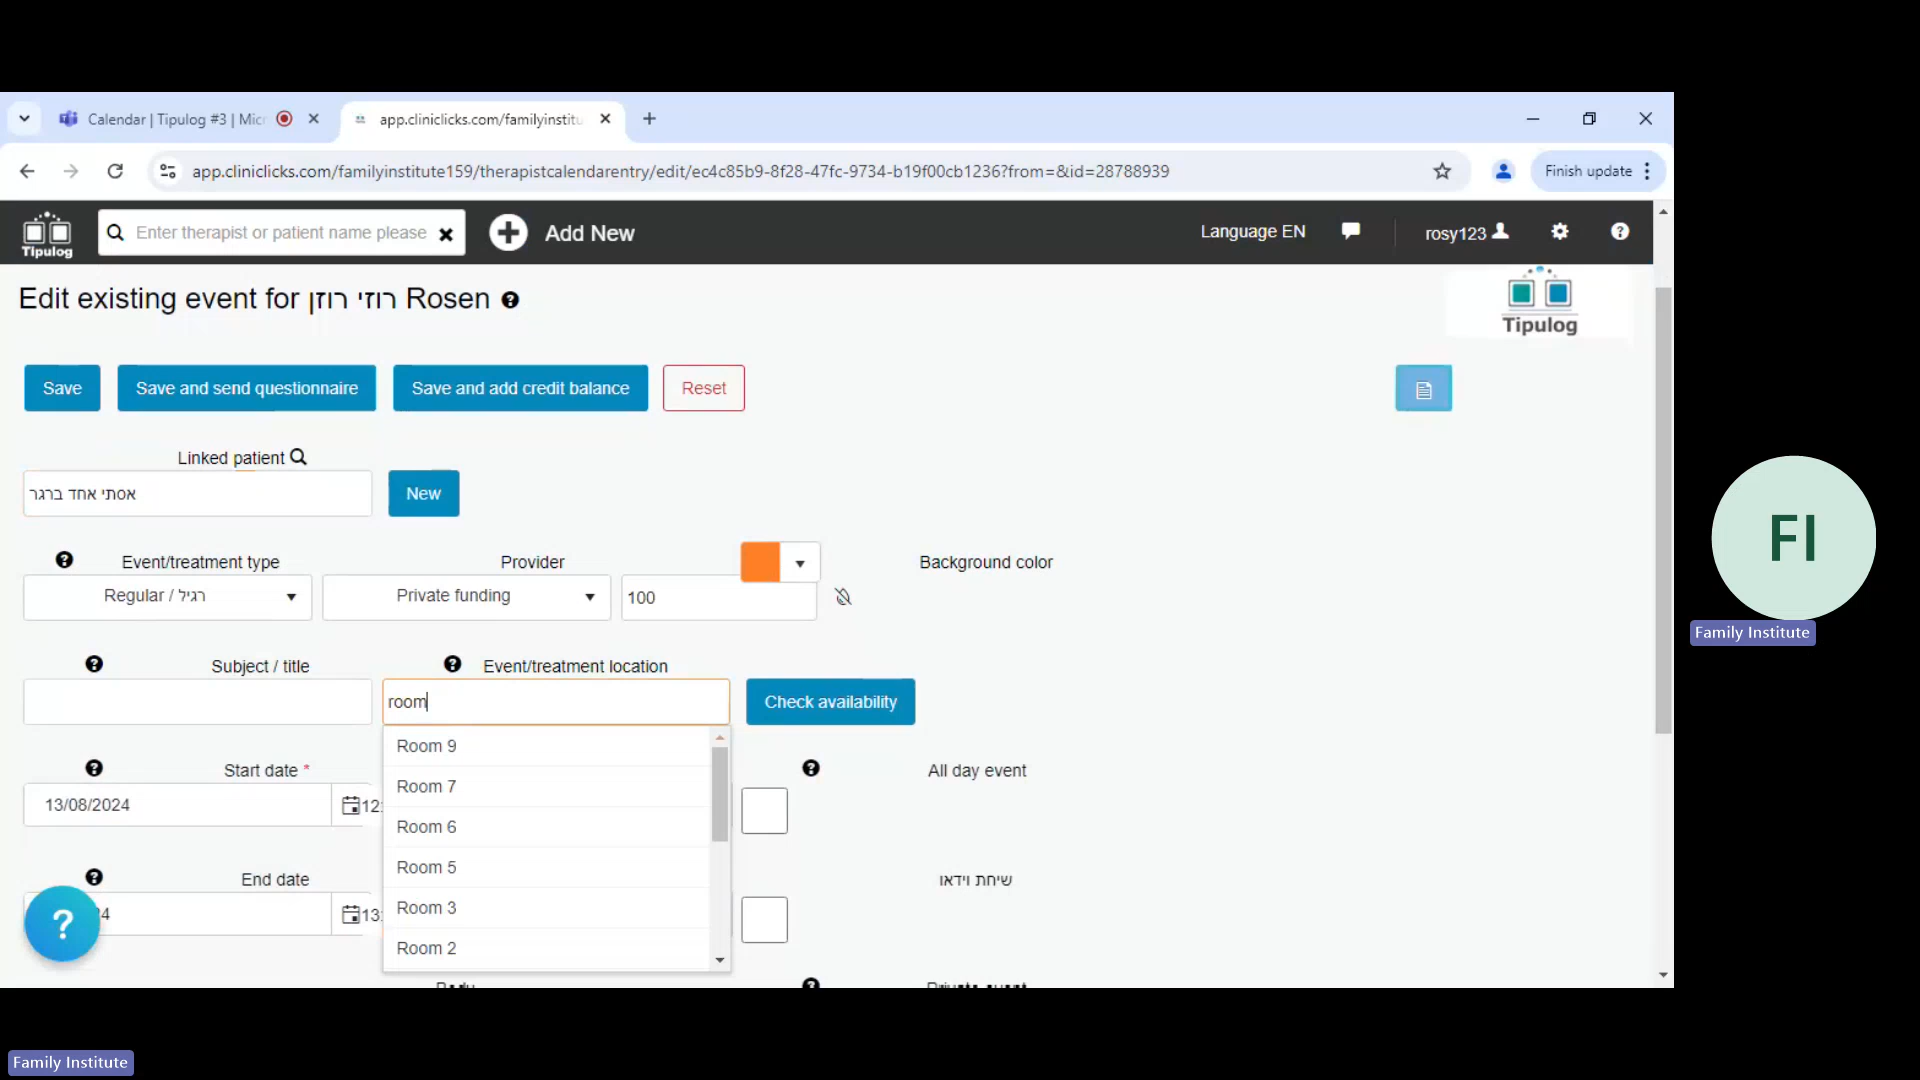 Calendar | Tipulog #3 | Mic
app.cliniclicks.com/familyinstitu
app.cliniclicks.com/familyinstitute159/therapistcalendarentry/edit/ec4c85b9-8f28-47fc-9734-b19f00cb1236?from=&id=28788939
Finish update
Tipulog
Enter therapist or patient name please
Add New
Language EN
rosy123
Edit existing event for רוזי רוזן Rosen
Tipulog
Save
Save and send questionnaire
Save and add credit balance
Reset
Linked patient
אסתי אחד ברגר
New
Event/treatment type
Provider
Background color
Regular / רגיל
Private funding
100
Subject / title
Event/treatment location
room
Check availability
Room 9
Room 7
Room 6
Room 5
Room 3
Room 2
Start date *
All day event
13/08/2024
12:
End date
שיחת וידאו
4
13:
FI
Family Institute
Family Institute